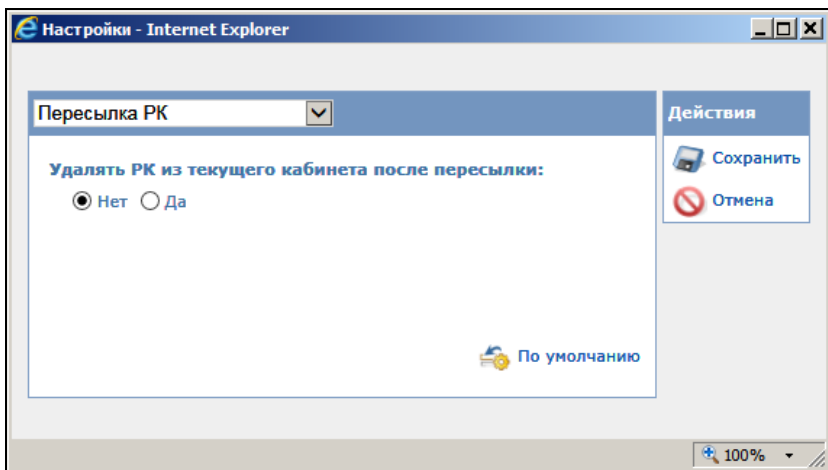 Настройки - Internet Explorer
Пересылка РК
Действия
Удалять РК из текущего кабинета после пересылки:
Нет Да
Сохранить
Отмена
По умолчанию
100%